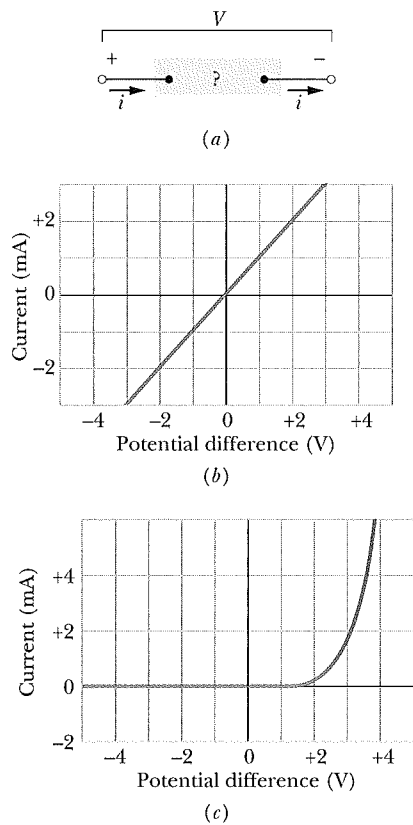 V
+ ? −
i i
(a)
+2
0
−2
Current (mA)
−4 −2 0 +2 +4
Potential difference (V)
(b)
+4
+2
0
−2
Current (mA)
−4 −2 0 +2 +4
Potential difference (V)
(c)